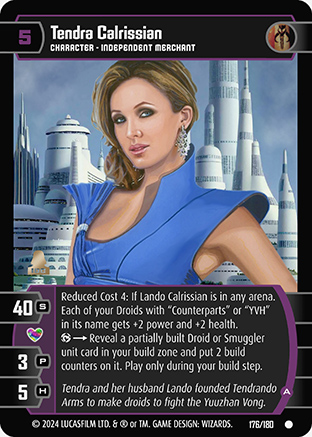 5
Tendra Calrissian
CHARACTER - INDEPENDENT MERCHANT
40 S
3 P
5 H
Reduced Cost 4: If Lando Calrissian is in any arena.
Each of your Droids with “Counterparts” or “YVH”
in its name gets +2 power and +2 health.
→ Reveal a partially built Droid or Smuggler
unit card in your build zone and put 2 build
counters on it. Play only during your build step.
Tendra and her husband Lando founded Tendrando
Arms to make droids to fight the Yuuzhan Vong.
A
© 2024 LUCASFILM LTD. & ® or TM. GAME DESIGN: WIZARDS.
176/180